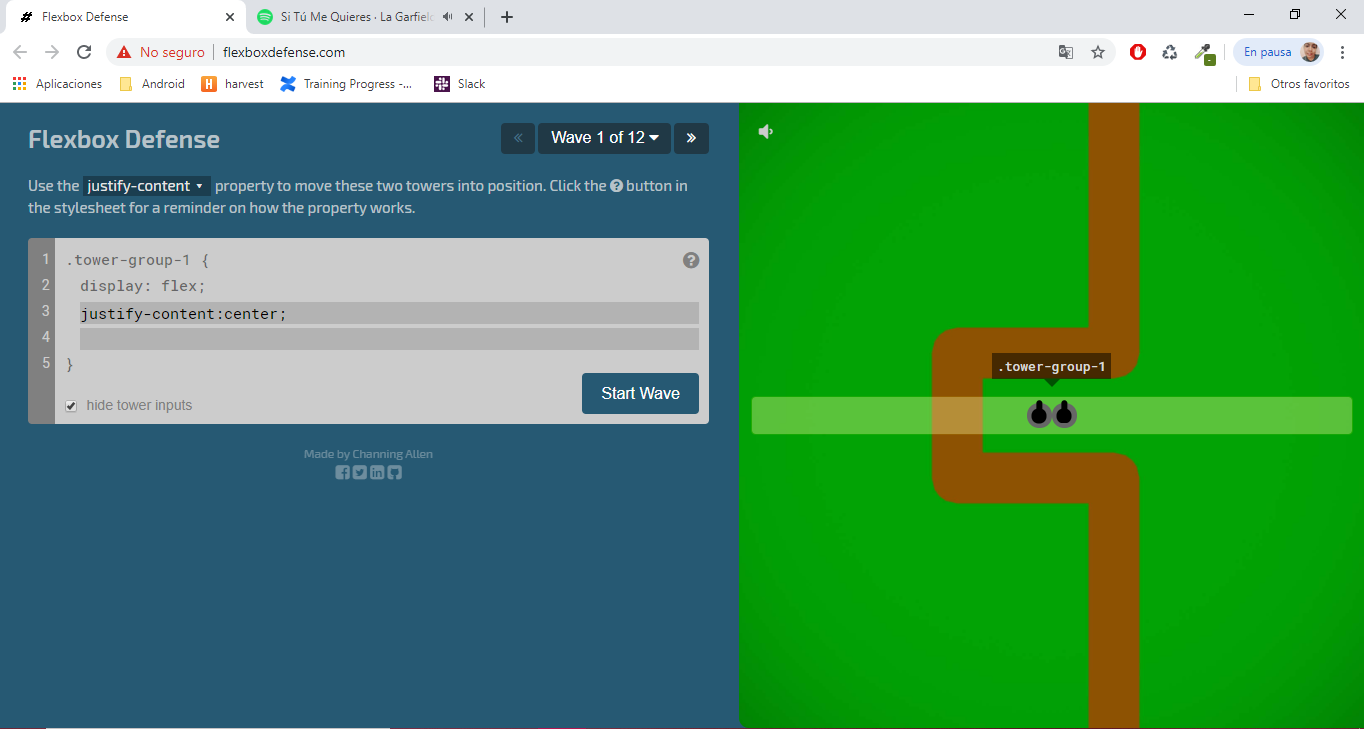 Flexbox Defense
Si Tú Me Quieres · La Garfield
No seguro flexboxdefense.com
En pausa
Aplicaciones Android harvest Training Progress -... Slack Otros favoritos
Flexbox Defense
« Wave 1 of 12 »
Use the justify-content property to move these two towers into position. Click the ? button in
the stylesheet for a reminder on how the property works.
1 .tower-group-1 {
?
2 display: flex;
3 justify-content:center;
4
5 }
hide tower inputs
Start Wave
Made by Channing Allen
.tower-group-1